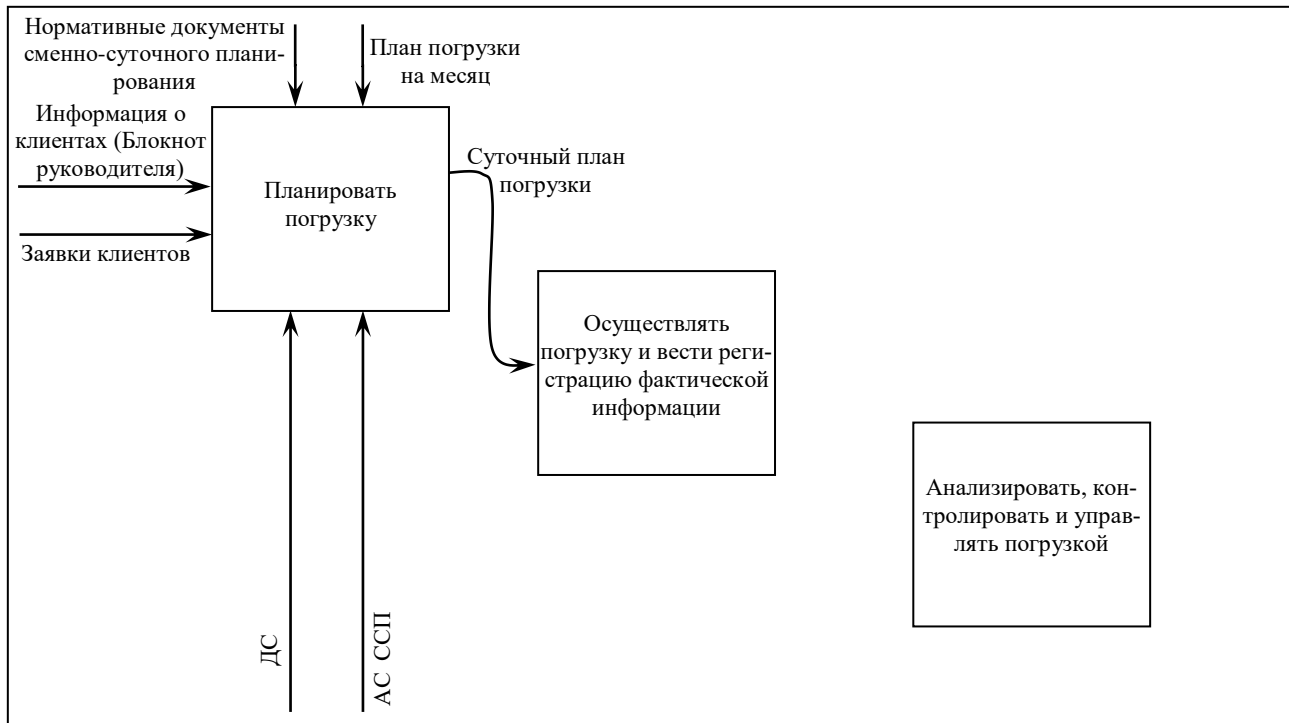 Нормативные документы
сменно-суточного плани-
рования
План погрузки
на месяц
Информация о
клиентах (Блокнот
руководителя)
Заявки клиентов
Планировать
погрузку
Суточный план
погрузки
Осуществлять
погрузку и вести реги-
страцию фактической
информации
Анализировать, кон-
тролировать и управ-
лять погрузкой
ДС
АС ССП